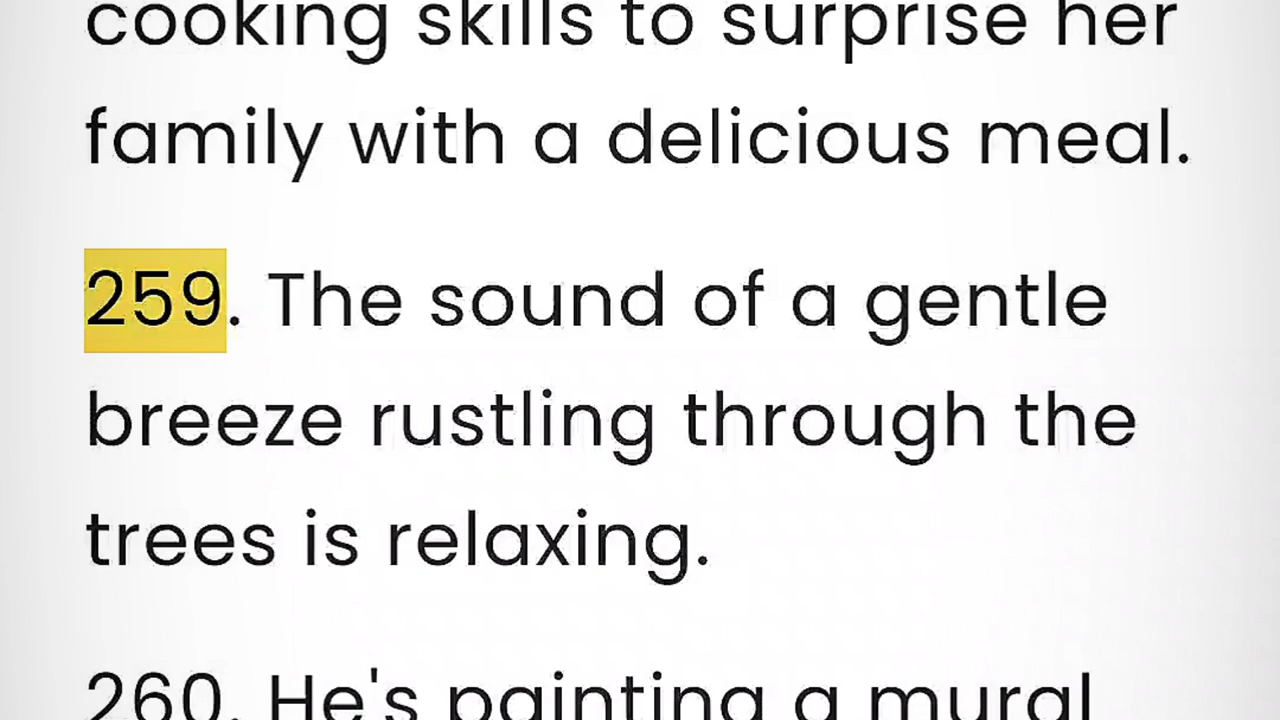 cooking skills to surprise her
family with a delicious meal.
259. The sound of a gentle
breeze rustling through the
trees is relaxing.
260. He's painting a mural